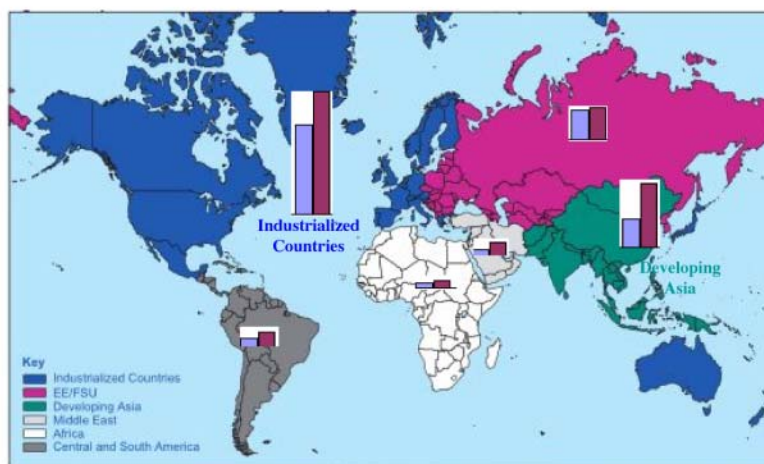 Industrialized
Countries
Developing
Asia
Key
Industrialized Countries
EE/FSU
Developing Asia
Middle East
Africa
Central and South America